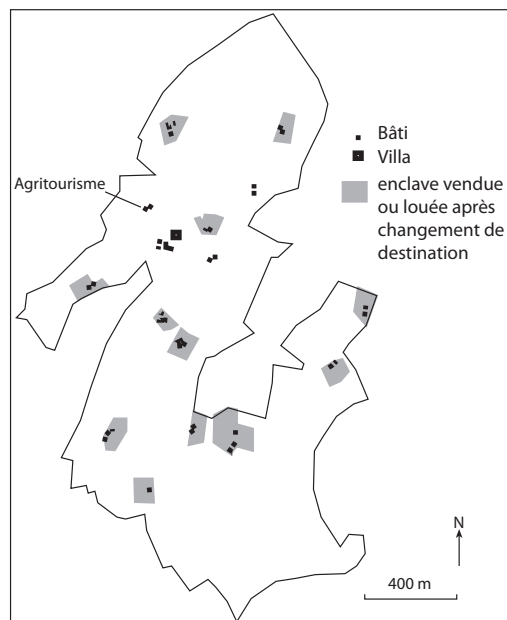 Bâti
Villa
Agritourisme
enclave vendue
ou louée après
changement de
destination
N
400 m